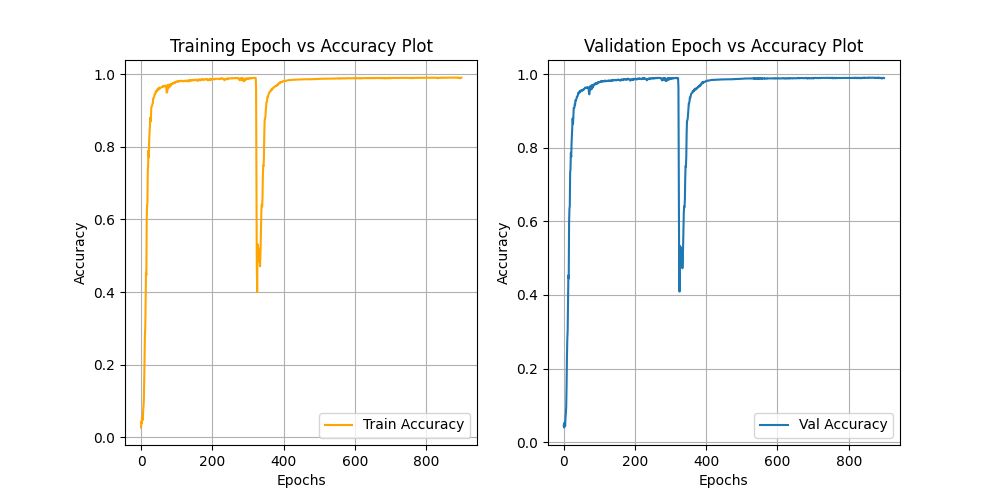 Training Epoch vs Accuracy Plot
Accuracy
1.0
0.8
0.6
0.4
0.2
0.0
0 200 400 600 800
Epochs
Train Accuracy
Validation Epoch vs Accuracy Plot
Accuracy
1.0
0.8
0.6
0.4
0.2
0.0
0 200 400 600 800
Epochs
Val Accuracy